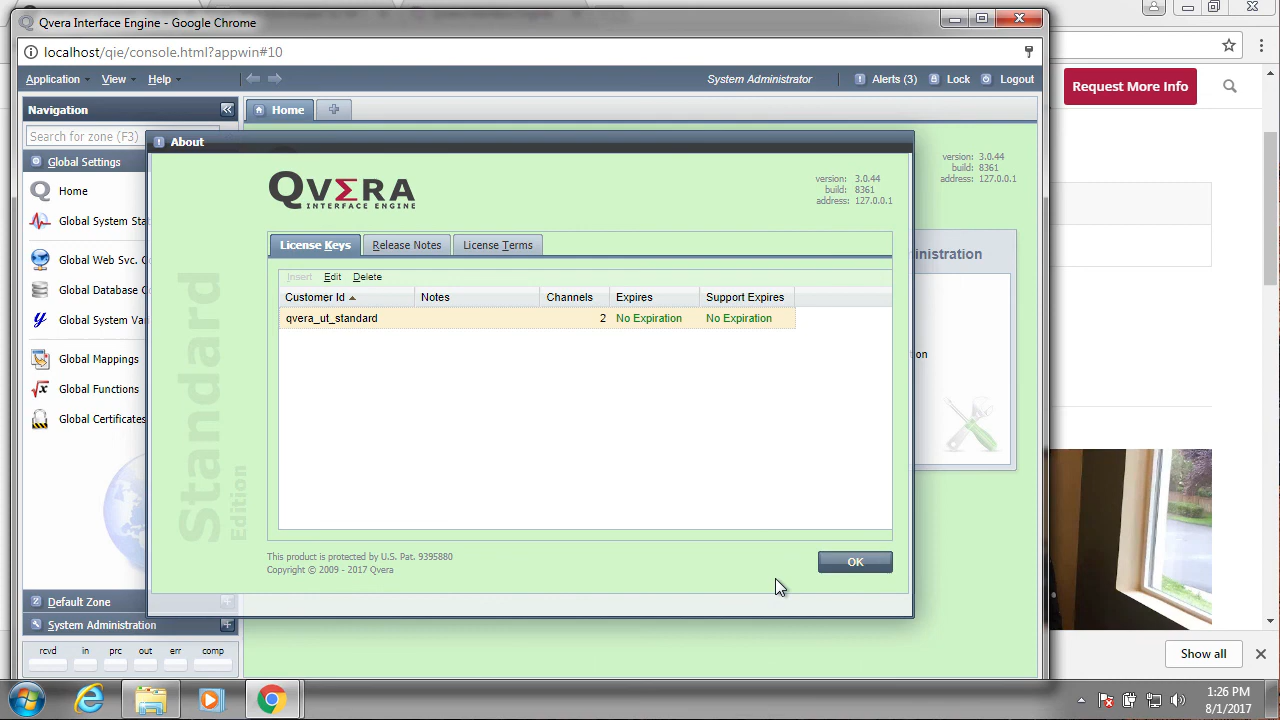 Qvera Interface Engine - Google Chrome
localhost/qie/console.html?appwin#10
Application View Help System Administrator Alerts (3) Lock Logout
Request More Info
Navigation
Home
Search for zone (F3)
About
Global Settings
Home
Global System Sta
Global Web Svc. C
Global Database C
Global System Va
Global Mappings
Global Functions
Global Certificates
Default Zone
System Administration
rcvd in prc out err comp
QVERA
INTERFACE ENGINE
version: 3.0.44
build: 8361
address: 127.0.0.1
version: 3.0.44
build: 8361
address: 127.0.0.1
License Keys Release Notes License Terms
Insert Edit Delete
Customer Id Notes Channels Expires Support Expires
qvera_ut_standard 2 No Expiration No Expiration
Standard
Edition
This product is protected by U.S. Pat. 9395880
Copyright © 2009 - 2017 Qvera
OK
inistration
on
Show all
1:26 PM
8/1/2017